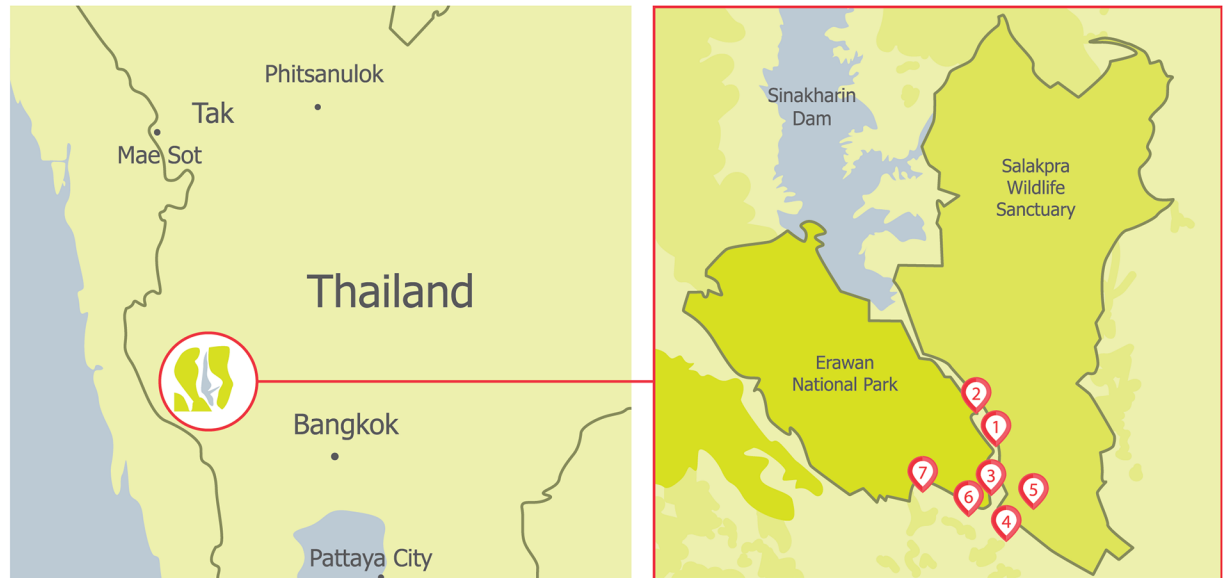 Phitsanulok
Tak
Mae Sot
Thailand
Bangkok
Pattaya City
Sinakharin
Dam
Salakpra
Wildlife
Sanctuary
Erawan
National Park
2
1
7
3
6
5
4